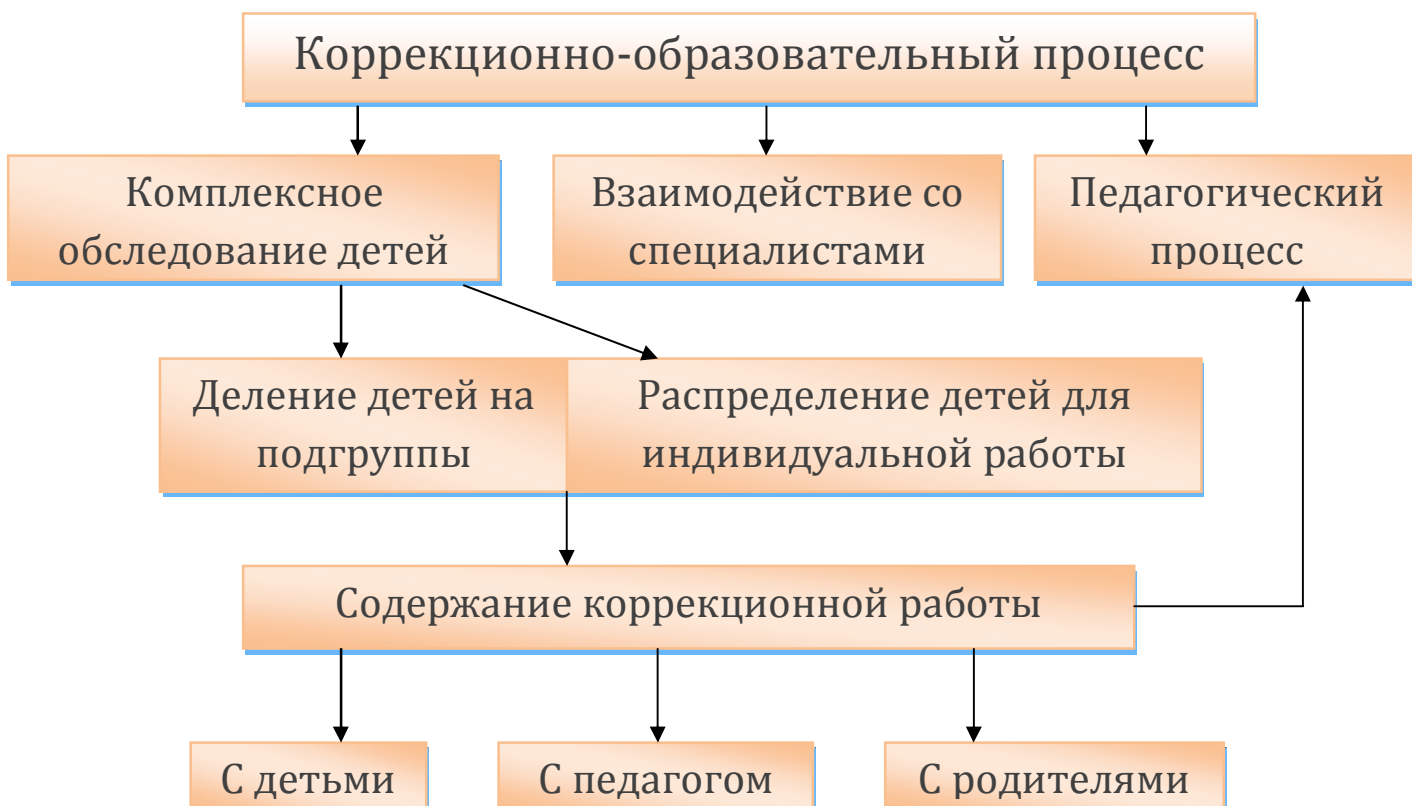 Коррекционно-образовательный процесс
Комплексное
обследование детей
Взаимодействие со
специалистами
Педагогический
процесс
Деление детей на
подгруппы
Распределение детей для
индивидуальной работы
Содержание коррекционной работы
С детьми
С педагогом
С родителями